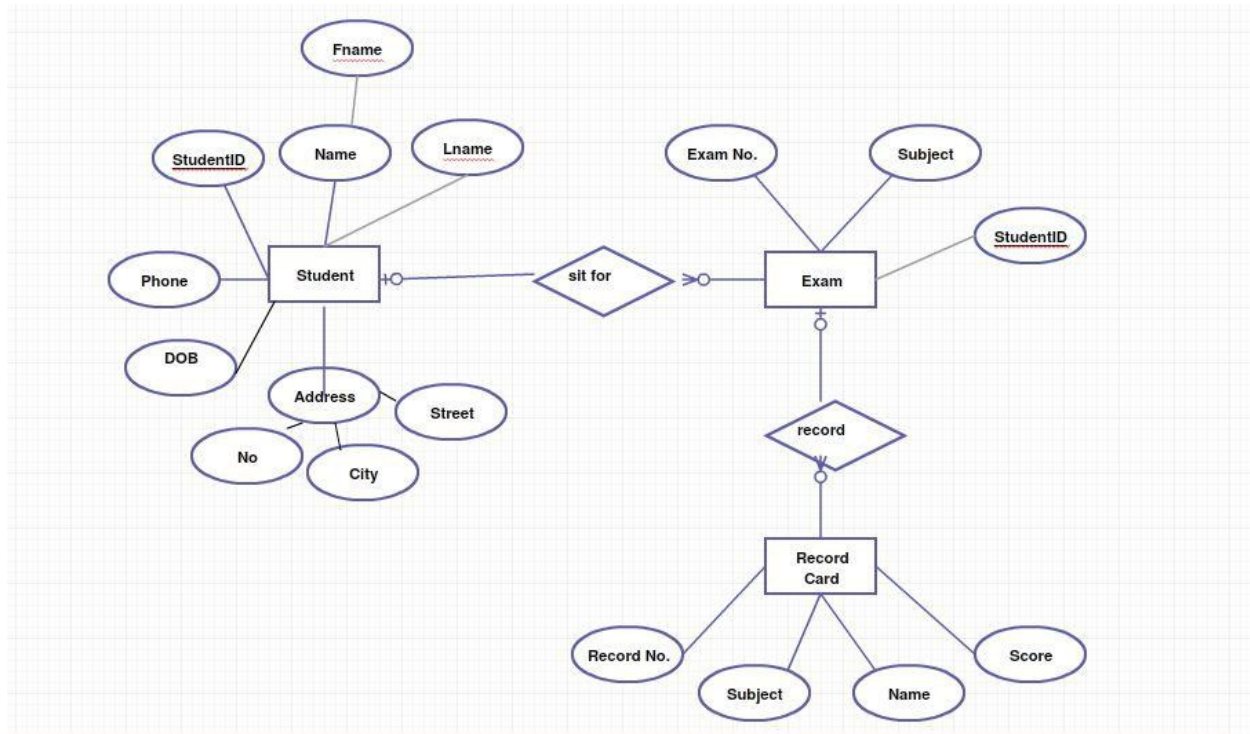 Fname
StudentID
Name
Lname
Exam No.
Subject
StudentID
Phone
Student
sit for
Exam
DOB
Address
Street
No
City
record
Record
Card
Record No.
Subject
Name
Score